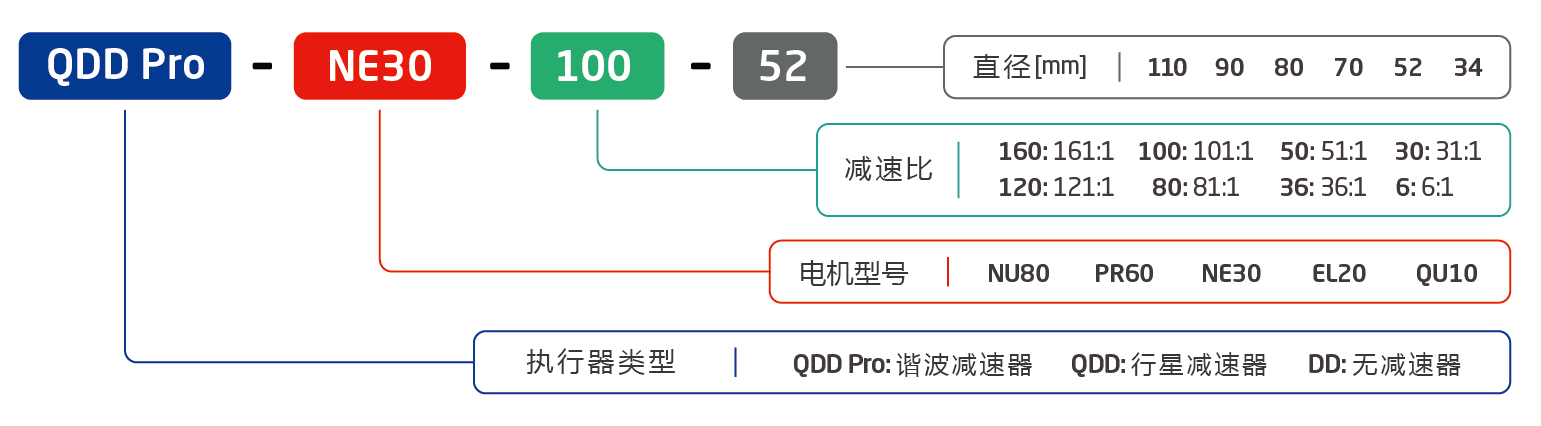 QDD Pro - NE30 - 100 - 52
直径[mm] 110 90 80 70 52 34
减速比
160: 161:1 100: 101:1 50: 51:1 30: 31:1
120: 121:1 80: 81:1 36: 36:1 6: 6:1
电机型号 NU80 PR60 NE30 EL20 QU10
执行器类型 QDD Pro: 谐波减速器 QDD: 行星减速器 DD: 无减速器